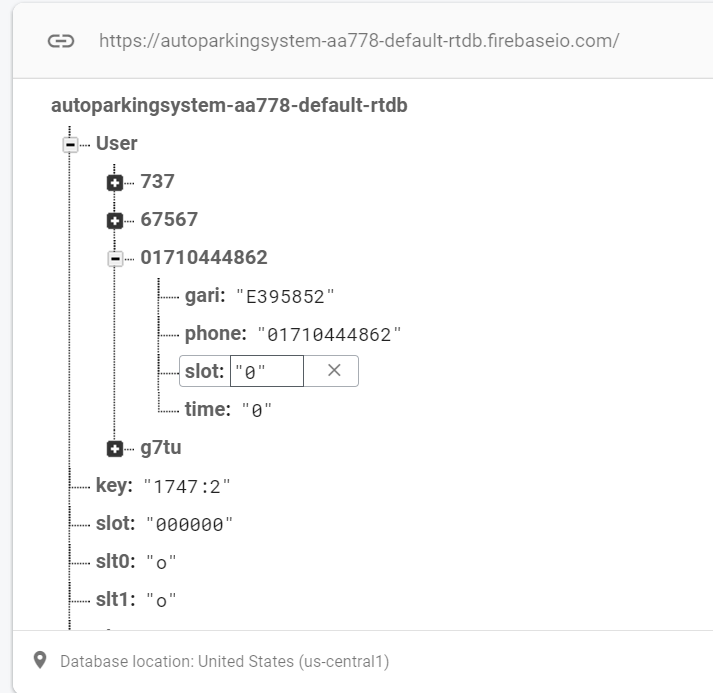 https://autoparkingsystem-aa778-default-rtdb.firebaseio.com/
autoparkingsystem-aa778-default-rtdb
User
737
67567
01710444862
gari: "E395852"
phone: "01710444862"
slot: "0"
time: "0"
g7tu
key: "1747:2"
slot: "000000"
slt0: "o"
slt1: "o"
Database location: United States (us-central1)